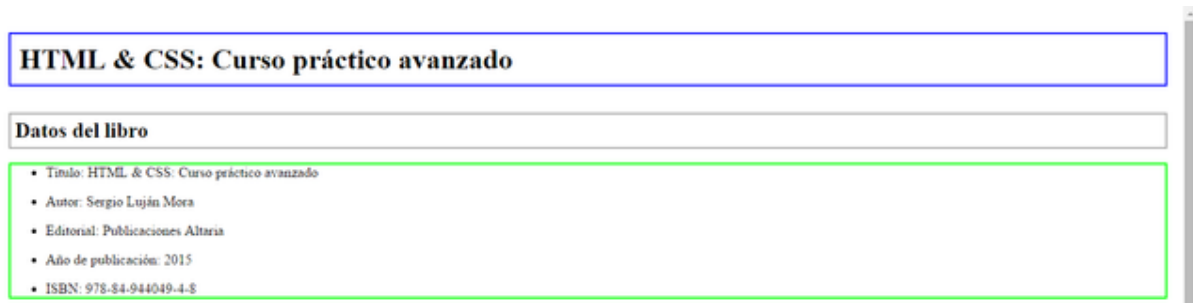 HTML & CSS: Curso práctico avanzado
Datos del libro
Titulo: HTML & CSS: Curso práctico avanzado
Autor: Sergio Luján Mora
Editorial: Publicaciones Altaria
Año de publicación: 2015
ISBN: 978-84-944049-4-8